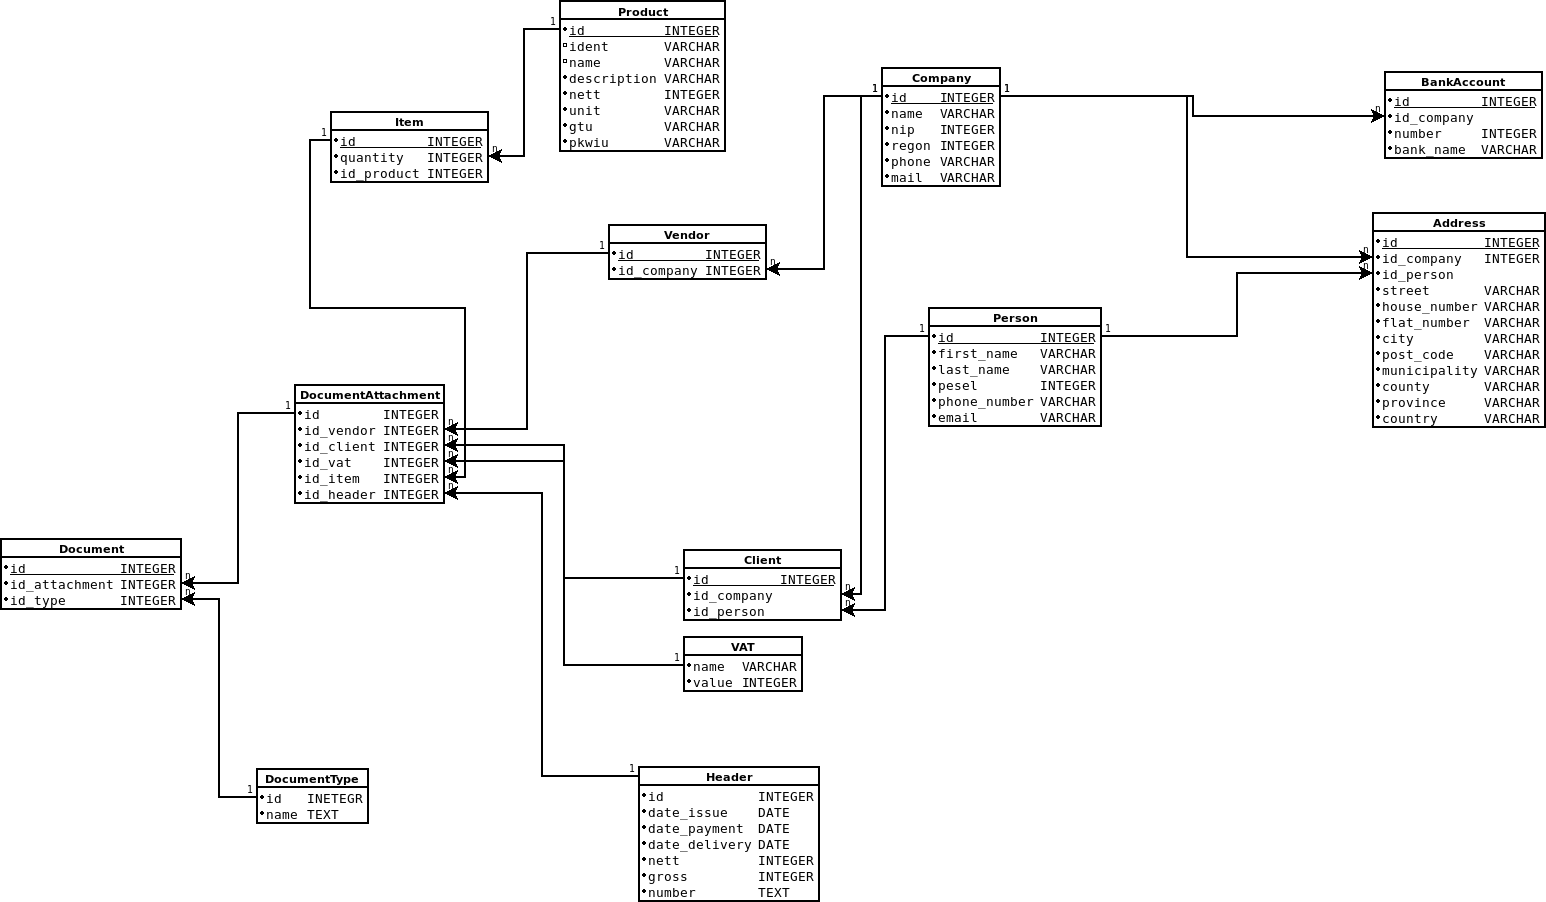 Product
id INTEGER
ident VARCHAR
name VARCHAR
description VARCHAR
nett INTEGER
unit VARCHAR
gtu VARCHAR
pkwiu VARCHAR
1
n
Company
id INTEGER
name VARCHAR
nip INTEGER
regon INTEGER
phone VARCHAR
mail VARCHAR
1
1
BankAccount
id INTEGER
id_company
number INTEGER
bank_name VARCHAR
n
Item
id INTEGER
quantity INTEGER
id_product INTEGER
1
Vendor
id INTEGER
id_company INTEGER
1
n
Address
id INTEGER
id_company INTEGER
id_person
street VARCHAR
house_number VARCHAR
flat_number VARCHAR
city VARCHAR
post_code VARCHAR
municipality VARCHAR
county VARCHAR
province VARCHAR
country VARCHAR
n
n
Person
id INTEGER
first_name VARCHAR
last_name VARCHAR
pesel INTEGER
phone_number VARCHAR
email VARCHAR
1
1
DocumentAttachment
id INTEGER
id_vendor INTEGER
id_client INTEGER
id_vat INTEGER
id_item INTEGER
id_header INTEGER
1
n
n
n
n
n
Document
id INTEGER
id_attachment INTEGER
id_type INTEGER
n
n
Client
id INTEGER
id_company
id_person
1
n
n
VAT
name VARCHAR
value INTEGER
1
DocumentType
id INETEGR
name TEXT
1
Header
id INTEGER
date_issue DATE
date_payment DATE
date_delivery DATE
nett INTEGER
gross INTEGER
number TEXT
1